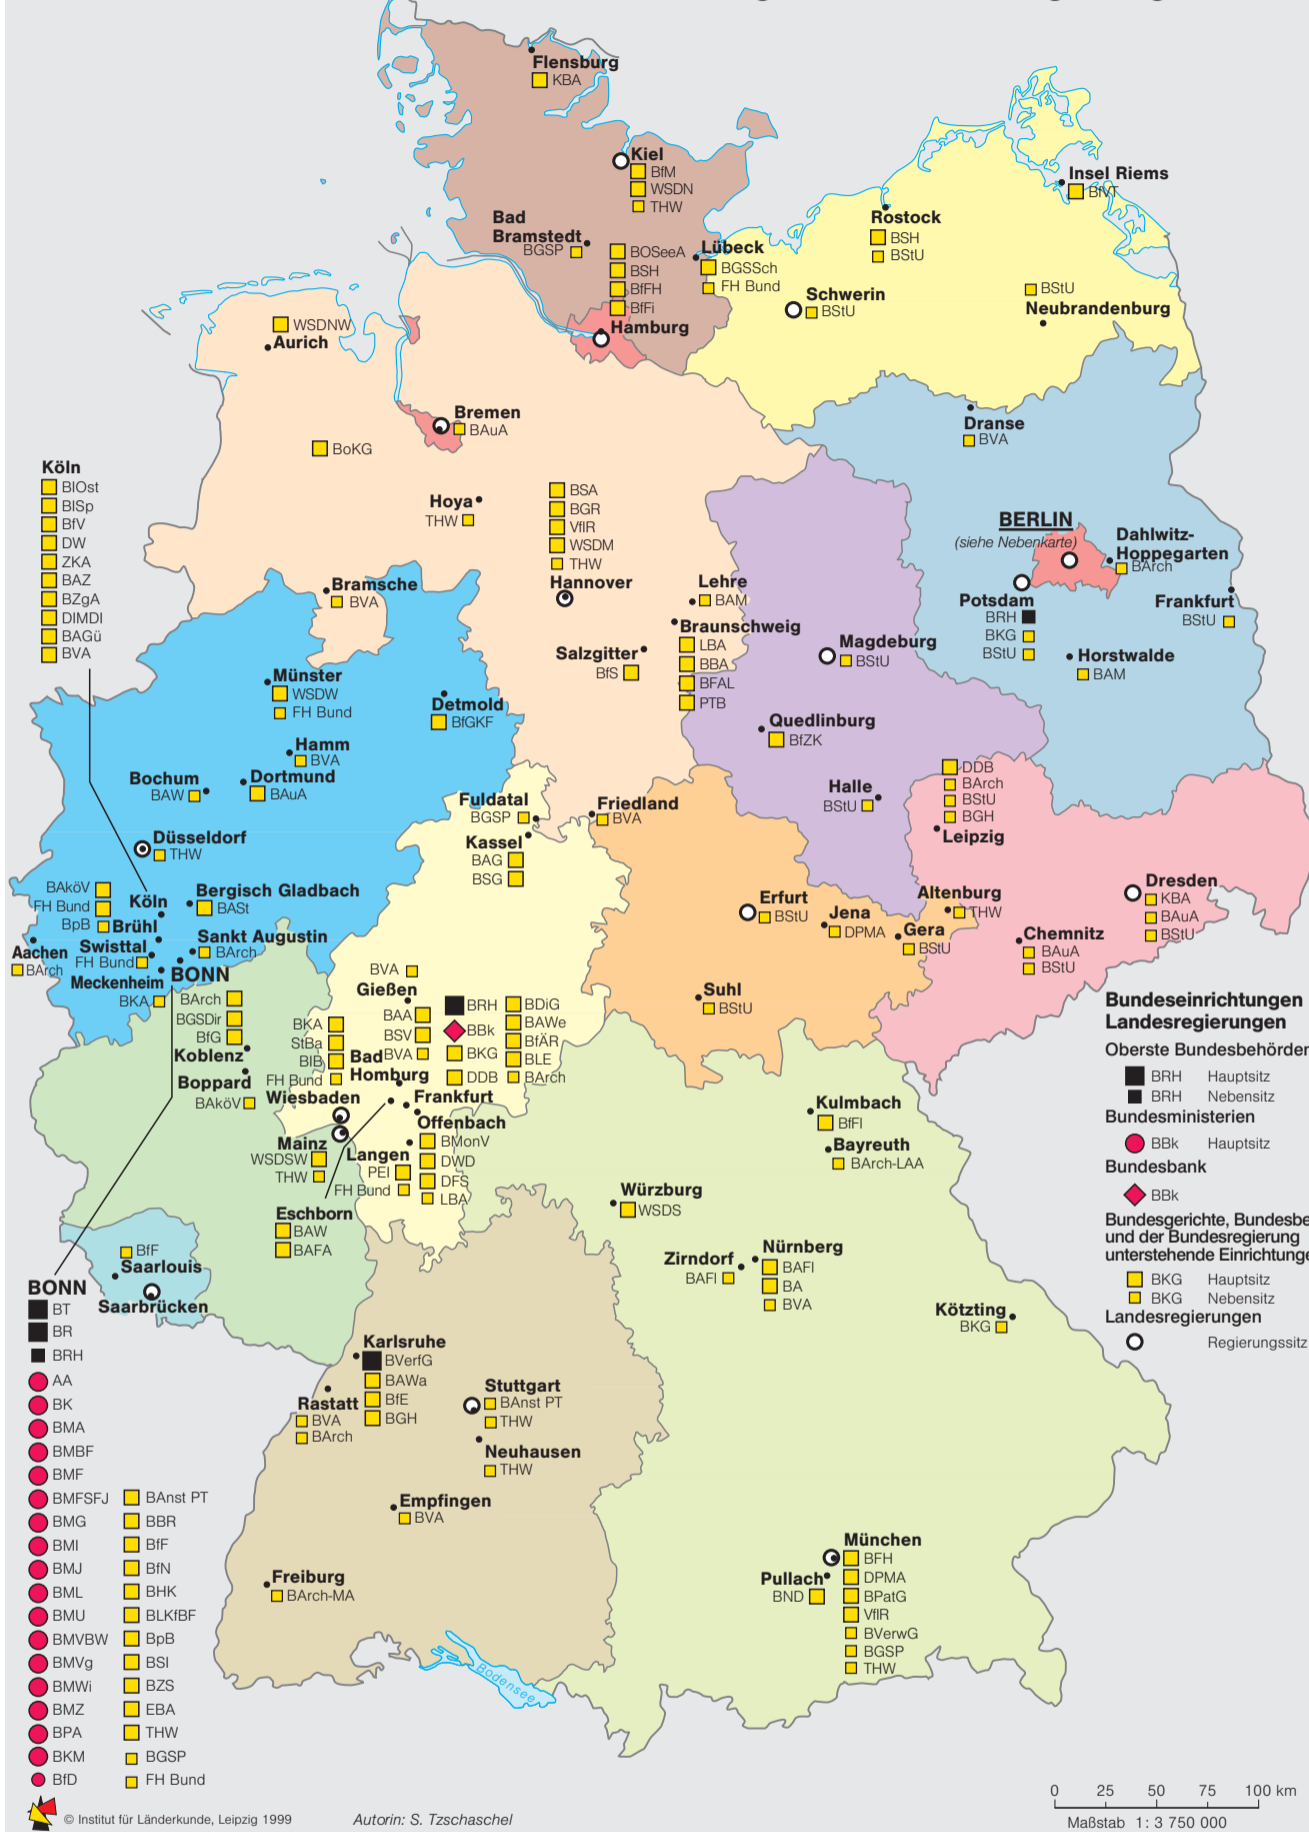 Flensburg
KBA
Kiel
BfM
WSDN
THW
Insel Riems
BfVT
Bad
Bramstedt
BGSP
BOSeeA
BSH
BfFH
BfFi
Hamburg
Lübeck
BGSSch
FH Bund
Rostock
BSH
BStU
Schwerin
BStU
BStU
Neubrandenburg
WSDNW
Aurich
Bremen
BAuA
BoKG
Dranse
BVA
Köln
BIOst
BISp
BfV
DW
ZKA
BAZ
BZgA
DIMDI
BAGü
BVA
Hoya
THW
BSA
BGR
VfIR
WSDM
THW
Hannover
BERLIN
(siehe Nebenkarte)
Dahlwitz-
Hoppegarten
BArch
Potsdam
BRH
BKG
BStU
Frankfurt
BStU
Horstwalde
BAM
Bramsche
BVA
Lehre
BAM
Braunschweig
LBA
BBA
BFAL
PTB
Salzgitter
BfS
Magdeburg
BStU
Quedlinburg
BfZK
Halle
BStU
Münster
WSDW
FH Bund
Detmold
BfGKF
Hamm
BVA
Bochum
BAW
Dortmund
BAuA
Düsseldorf
THW
Fuldatal
BGSP
Kassel
BAG
BSG
Friedland
BVA
DDB
BArch
BStU
BGH
Leipzig
BAköV
FH Bund
BpB
Köln
Brühl
Bergisch Gladbach
BASt
Swisttal
FH Bund
Sankt Augustin
BArch
Aachen
BArch
Meckenheim
BKA
BONN
Erfurt
BStU
Jena
DPMA
Gera
BStU
Altenburg
THW
Suhl
BStU
Dresden
KBA
BAuA
BStU
Chemnitz
BAuA
BStU
BArch
BGSDir
BfG
Koblenz
Boppard
BAköV
BVA
Gießen
BAA
BSV
BVA
Bad
Homburg
BKA
StBa
BIB
FH Bund
Wiesbaden
BRH
BBk
BKG
DDB
BDiG
BAWe
BfÄR
BLE
BArch
Frankfurt
Offenbach
BMonV
DWD
DFS
LBA
Mainz
WSDSW
THW
Langen
PEI
FH Bund
Eschborn
BAW
BAFA
BfF
Saarlouis
Saarbrücken
Kulmbach
BfFl
Bayreuth
BArch-LAA
Würzburg
WSDS
Zirndorf
BAFl
Nürnberg
BAFl
BA
BVA
Kötzting
BKG
Karlsruhe
BVerfG
BAWa
BfE
BGH
Rastatt
BVA
BArch
Stuttgart
BAnst PT
THW
Neuhausen
THW
Empfingen
BVA
Freiburg
BArch-MA
Bodensee
München
BFH
DPMA
BPatG
VfIR
BVerwG
BGSP
THW
Pullach
BND
BONN
BT
BR
BRH
AA
BK
BMA
BMBF
BMF
BMFSFJ
BMG
BMI
BMJ
BML
BMU
BMVBW
BMVg
BMWi
BMZ
BPA
BKM
BfD
BAnst PT
BBR
BfF
BfN
BHK
BLKfBF
BpB
BSI
BZS
EBA
THW
BGSP
FH Bund
Bundeseinrichtungen
Landesregierungen
Oberste Bundesbehörden
BRH Hauptsitz
BRH Nebensitz
Bundesministerien
BBk Hauptsitz
Bundesbank
BBk
Bundesgerichte, Bundesbe
und der Bundesregierung
unterstehende Einrichtunge
BKG Hauptsitz
BKG Nebensitz
Landesregierungen
Regierungssitz
0 25 50 75 100 km
Maßstab 1: 3 750 000
© Institut für Länderkunde, Leipzig 1999
Autorin: S. Tzschaschel